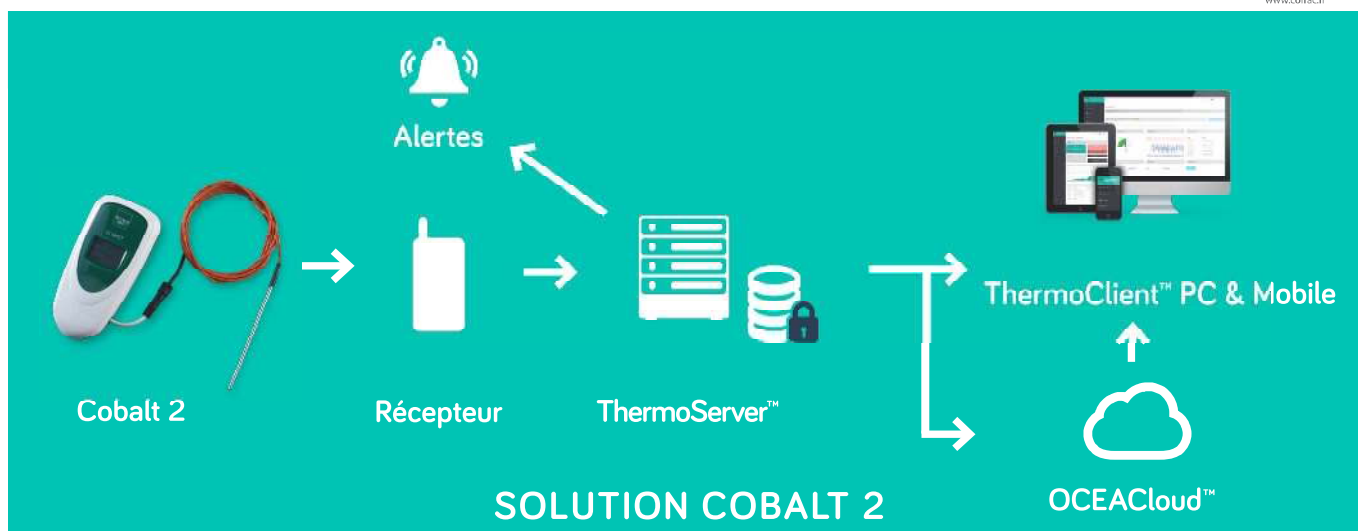 Alertes
ThermoClient™ PC & Mobile
Cobalt 2
Récepteur
ThermoServer™
OCEACloud™
SOLUTION COBALT 2